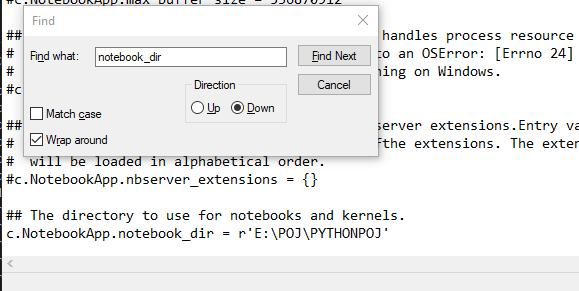 #c.NotebookApp.max_buffer_size = 536870912
Find
Find what:
notebook_dir
Find Next
Cancel
Direction
Up
Down
Match case
Wrap around
##
handles process resource
#
to an OSError: [Errno 24]
#
ing on Windows.
#c
##
server extensions.Entry va
#
fthe extensions. The exten
#  will be loaded in alphabetical order.
#c.NotebookApp.nbserver_extensions = {}
## The directory to use for notebooks and kernels.
c.NotebookApp.notebook_dir = r'E:\POJ\PYTHONPOJ'